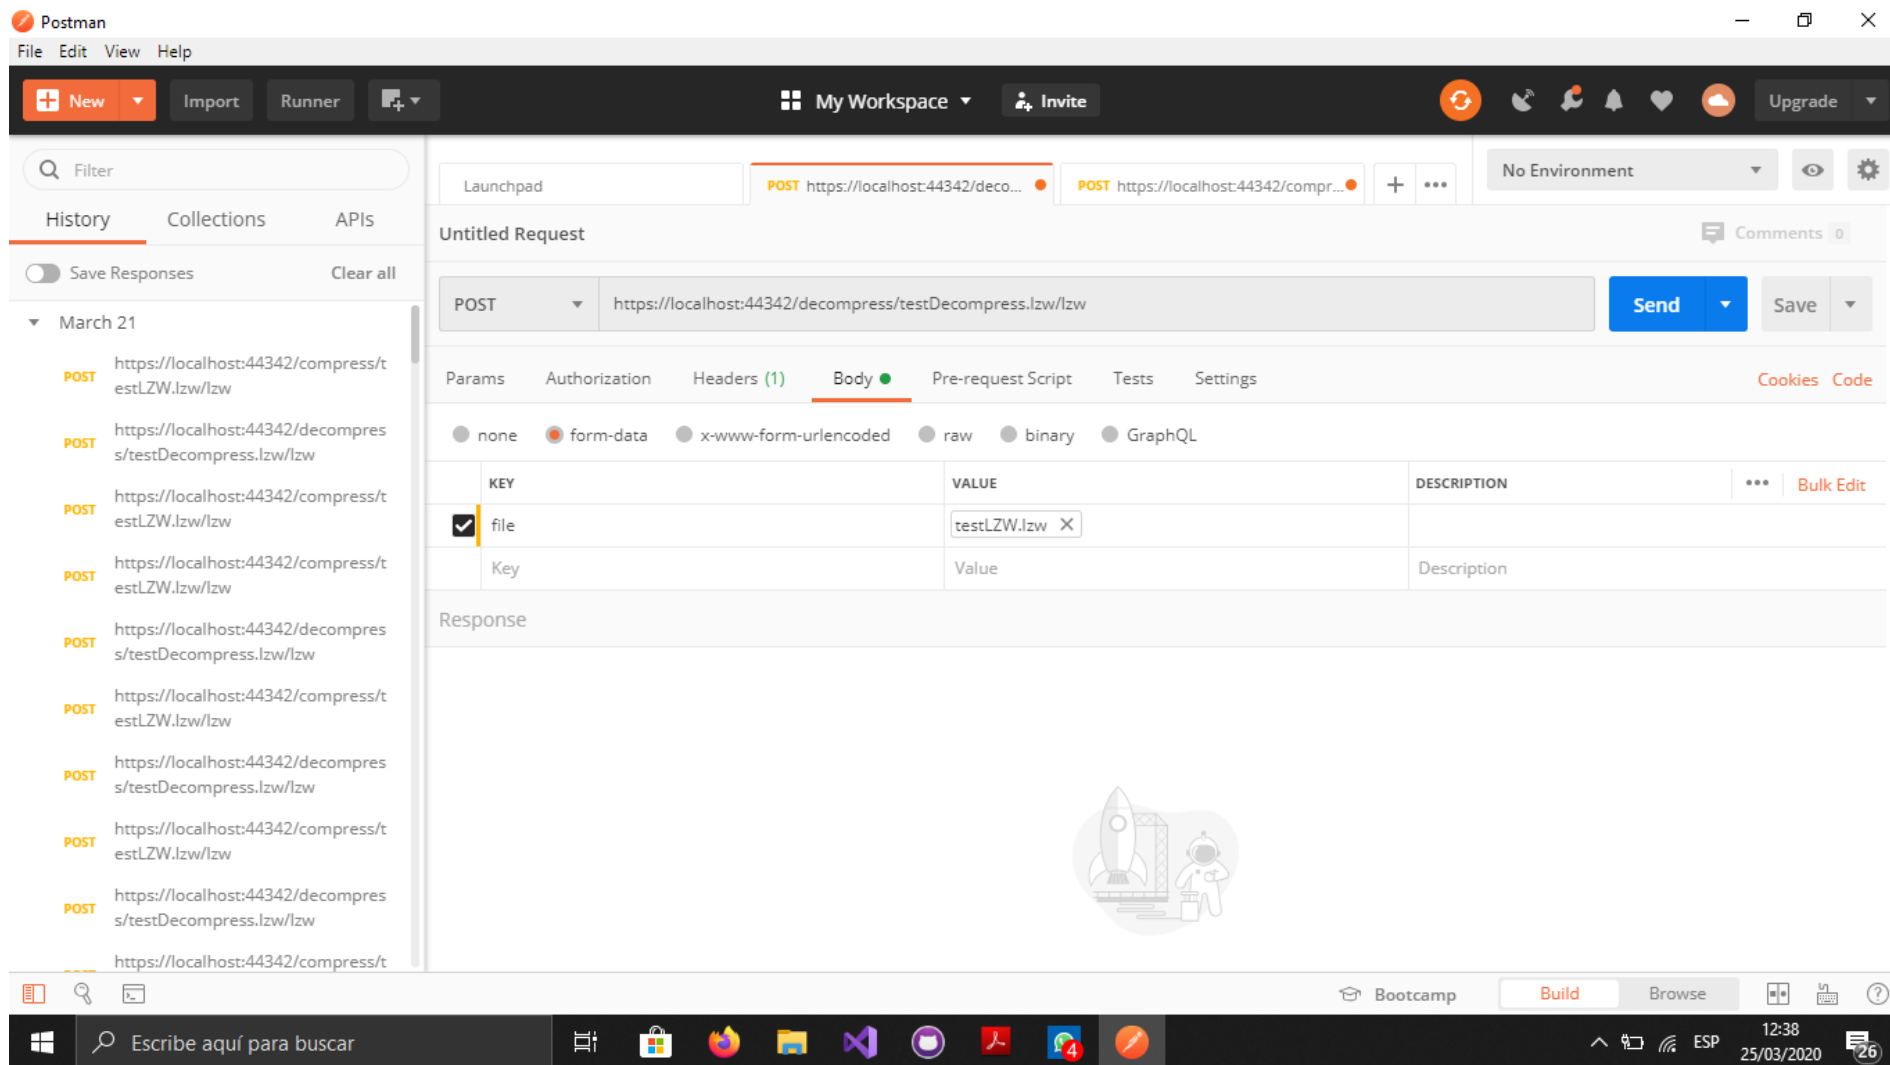 Postman
File Edit View Help
New Import Runner My Workspace Invite Upgrade
Filter
History Collections APIs
Save Responses Clear all
March 21
POST https://localhost:44342/compress/t
estLZW.lzw/lzw
POST https://localhost:44342/decompres
s/testDecompress.lzw/lzw
POST https://localhost:44342/compress/t
estLZW.lzw/lzw
POST https://localhost:44342/compress/t
estLZW.lzw/lzw
POST https://localhost:44342/decompres
s/testDecompress.lzw/lzw
POST https://localhost:44342/compress/t
estLZW.lzw/lzw
POST https://localhost:44342/decompres
s/testDecompress.lzw/lzw
POST https://localhost:44342/compress/t
estLZW.lzw/lzw
POST https://localhost:44342/decompres
s/testDecompress.lzw/lzw
https://localhost:44342/compress/t
Launchpad POST https://localhost:44342/deco... POST https://localhost:44342/compr... No Environment
Untitled Request Comments 0
POST https://localhost:44342/decompress/testDecompress.lzw/lzw Send Save
Params Authorization Headers (1) Body Pre-request Script Tests Settings Cookies Code
none form-data x-www-form-urlencoded raw binary GraphQL
KEY VALUE DESCRIPTION Bulk Edit
file testLZW.lzw
Key Value Description
Response
Bootcamp Build Browse
Escribe aquí para buscar 4 ESP 12:38
25/03/2020 26